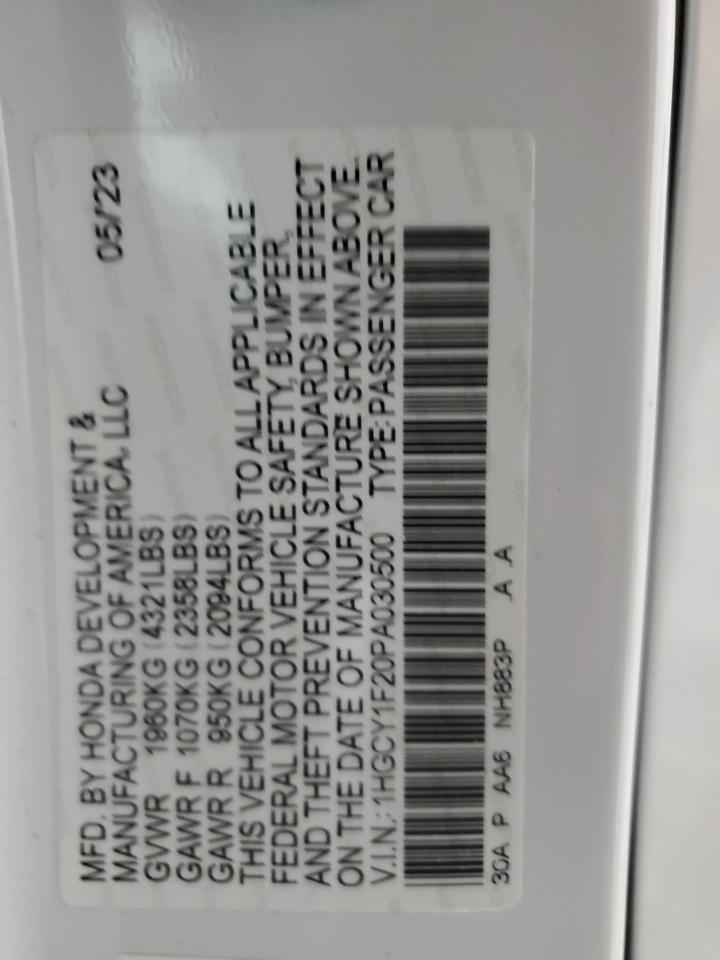 MFD. BY HONDA DEVELOPMENT &
MANUFACTURING OF AMERICA, LLC 05/'23
GVWR 1960KG (4321LBS)
GAWR F 1070KG (2358LBS)
GAWR R 950KG (2094LBS)
THIS VEHICLE CONFORMS TO ALL APPLICABLE
FEDERAL MOTOR VEHICLE SAFETY, BUMPER,
AND THEFT PREVENTION STANDARDS IN EFFECT
ON THE DATE OF MANUFACTURE SHOWN ABOVE.
V.I.N.: 1HGCY1F20PA030500 TYPE:PASSENGER CAR
30A P AA6 NH883P A A